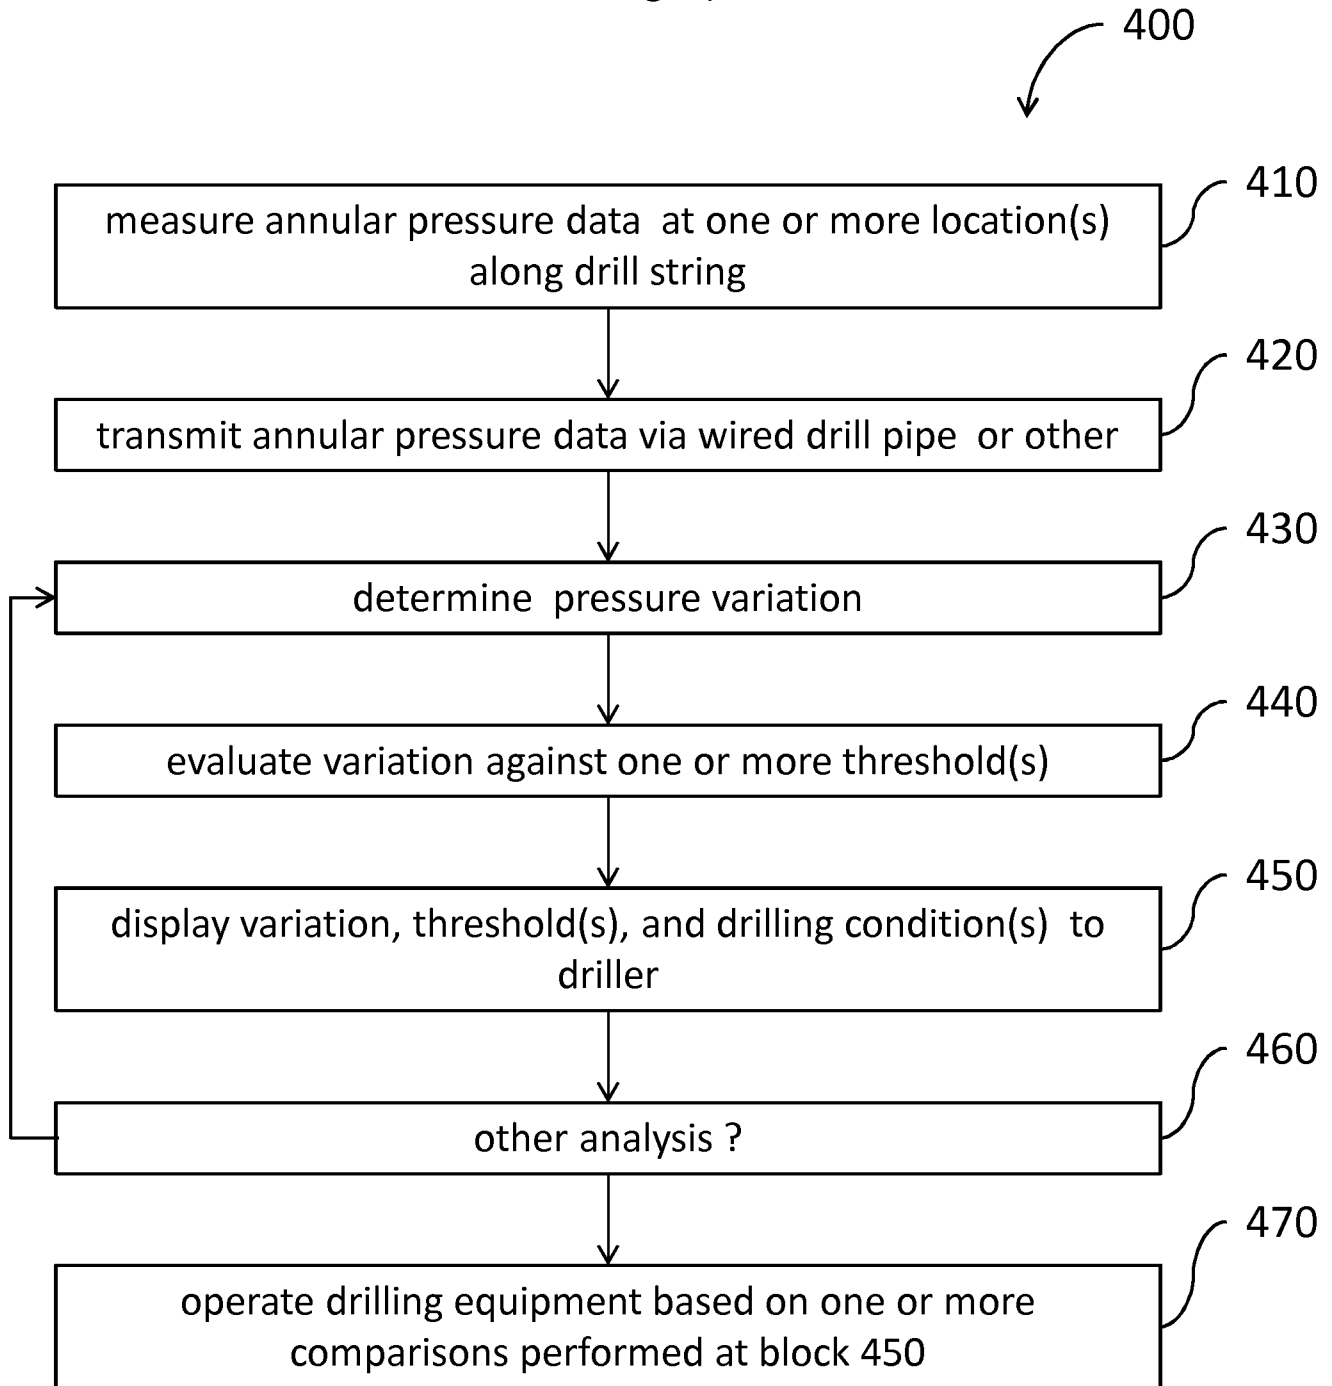 400
410
measure annular pressure data at one or more location(s)
along drill string
420
transmit annular pressure data via wired drill pipe or other
430
determine pressure variation
440
evaluate variation against one or more threshold(s)
450
display variation, threshold(s), and drilling condition(s) to
driller
460
other analysis ?
470
operate drilling equipment based on one or more
comparisons performed at block 450